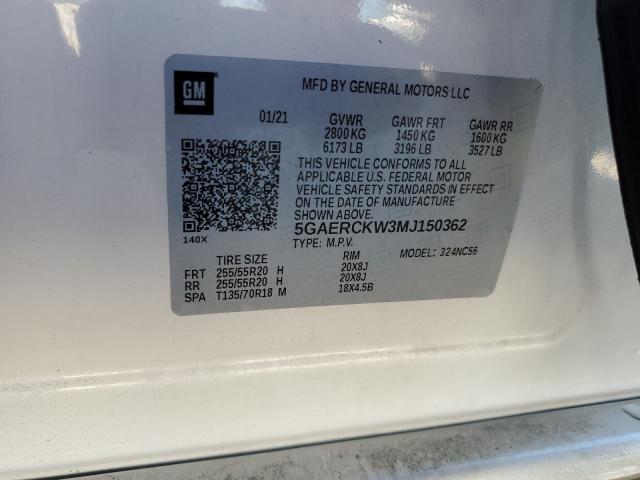 GM
MFD BY GENERAL MOTORS LLC
01/21 GVWR GAWR FRT GAWR RR
2800 KG 1450 KG 1600 KG
6173 LB 3196 LB 3527 LB
THIS VEHICLE CONFORMS TO ALL
APPLICABLE U.S. FEDERAL MOTOR
VEHICLE SAFETY STANDARDS IN EFFECT
ON THE DATE OF MANUFACTURE
SHOWN ABOVE.
140X 5GAERCKW3MJ150362
TYPE: M.P.V. MODEL: 324NC56
TIRE SIZE RIM
FRT 255/55R20 H 20X8J
RR 255/55R20 H 20X8J
SPA T135/70R18 M 18X4.5B